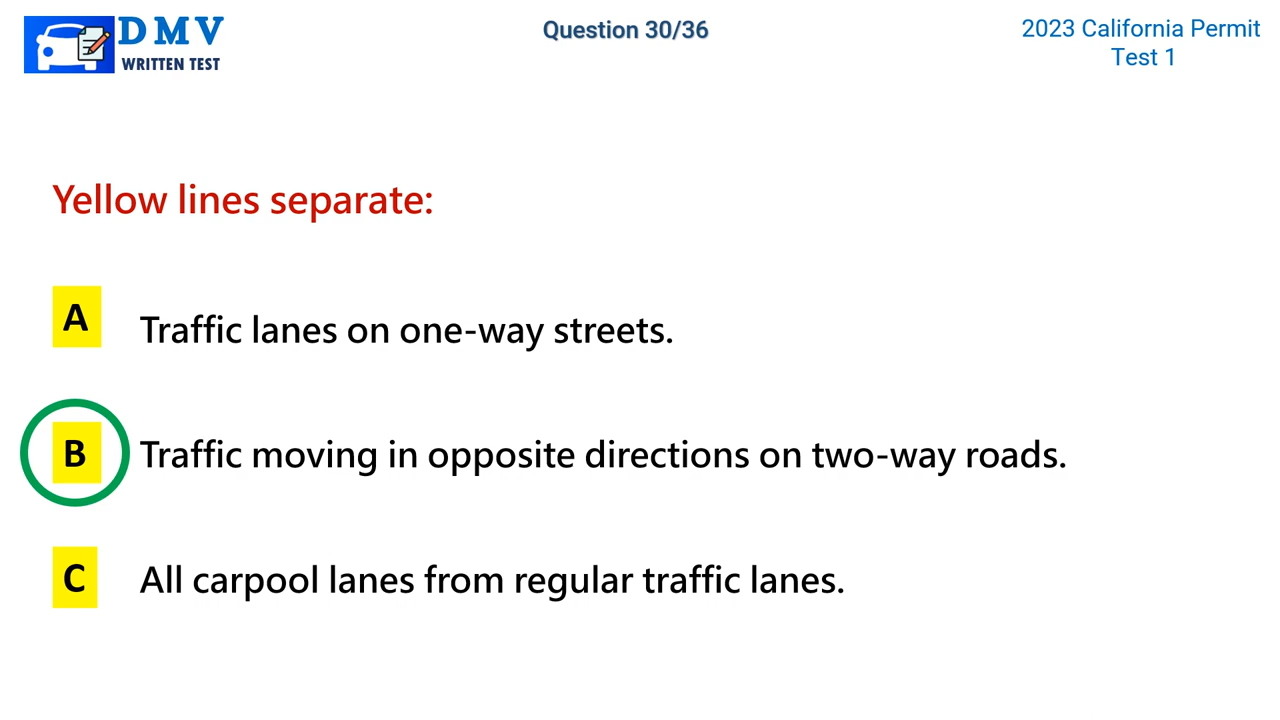 DMV
WRITTEN TEST
Question 30/36
2023 California Permit
Test 1
Yellow lines separate:
A Traffic lanes on one-way streets.
B Traffic moving in opposite directions on two-way roads.
C All carpool lanes from regular traffic lanes.